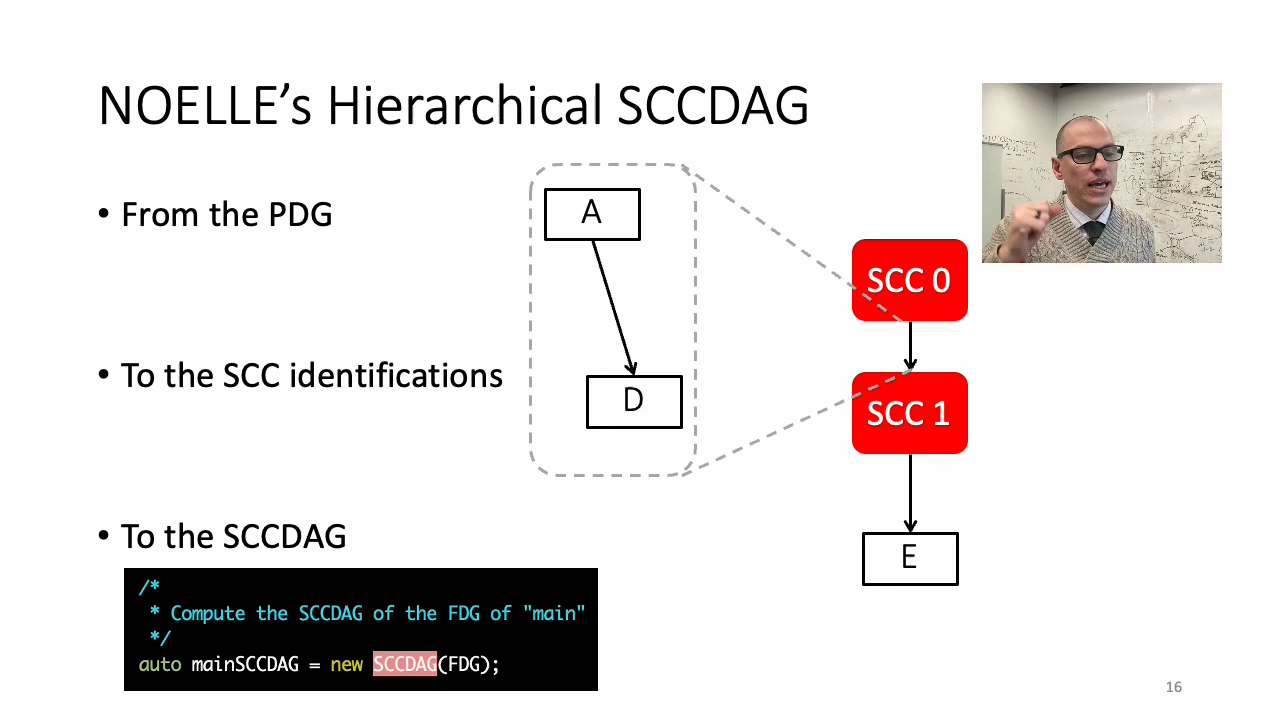 NOELLE’s Hierarchical SCCDAG
• From the PDG
A
SCC 0
• To the SCC identifications
D
SCC 1
• To the SCCDAG
E
/*
* Compute the SCCDAG of the FDG of "main"
*/
auto mainSCCDAG = new SCCDAG(FDG);
16